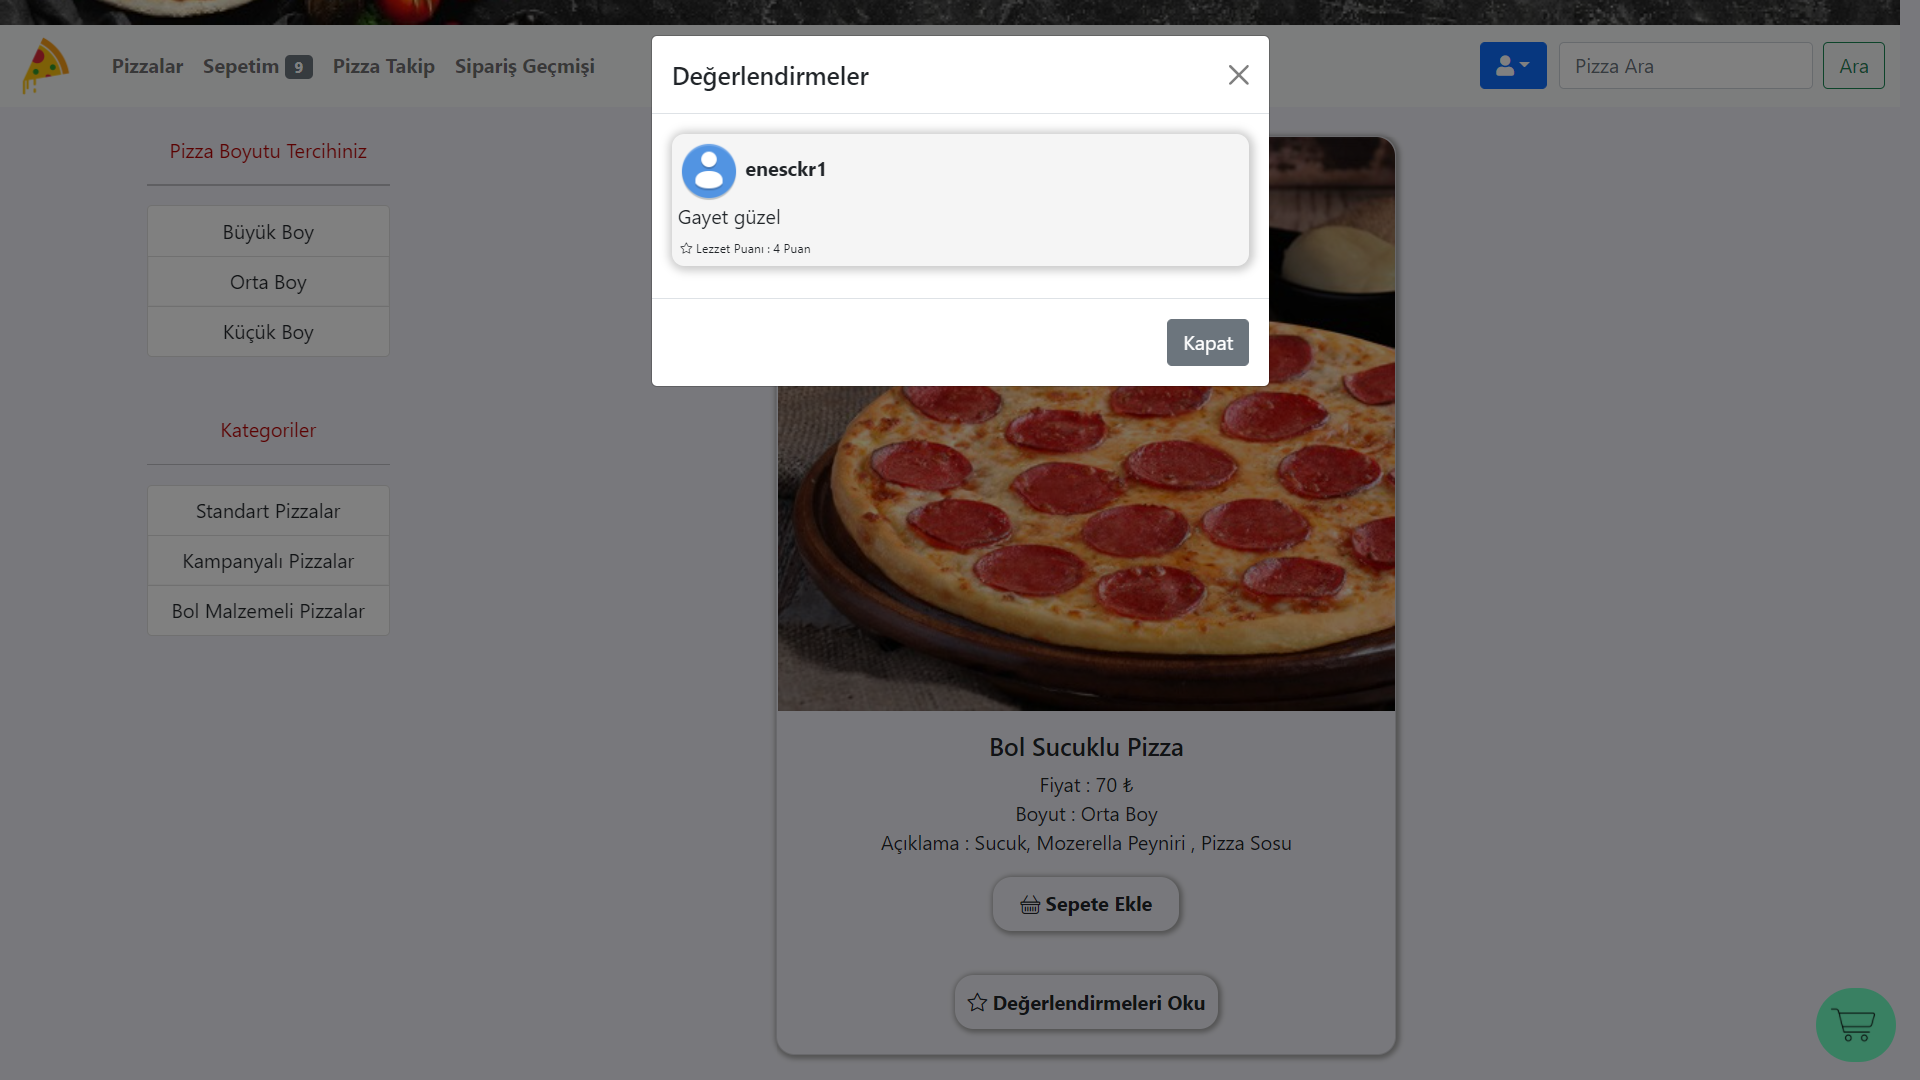 Pizzalar Sepetim 9 Pizza Takip Sipariş Geçmişi
Pizza Ara Ara
Değerlendirmeler
enesckr1
Gayet güzel
Lezzet Puanı : 4 Puan
Kapat
Pizza Boyutu Tercihiniz
Büyük Boy
Orta Boy
Küçük Boy
Kategoriler
Standart Pizzalar
Kampanyalı Pizzalar
Bol Malzemeli Pizzalar
Bol Sucuklu Pizza
Fiyat : 70 ₺
Boyut : Orta Boy
Açıklama : Sucuk, Mozerella Peyniri , Pizza Sosu
Sepete Ekle
Değerlendirmeleri Oku